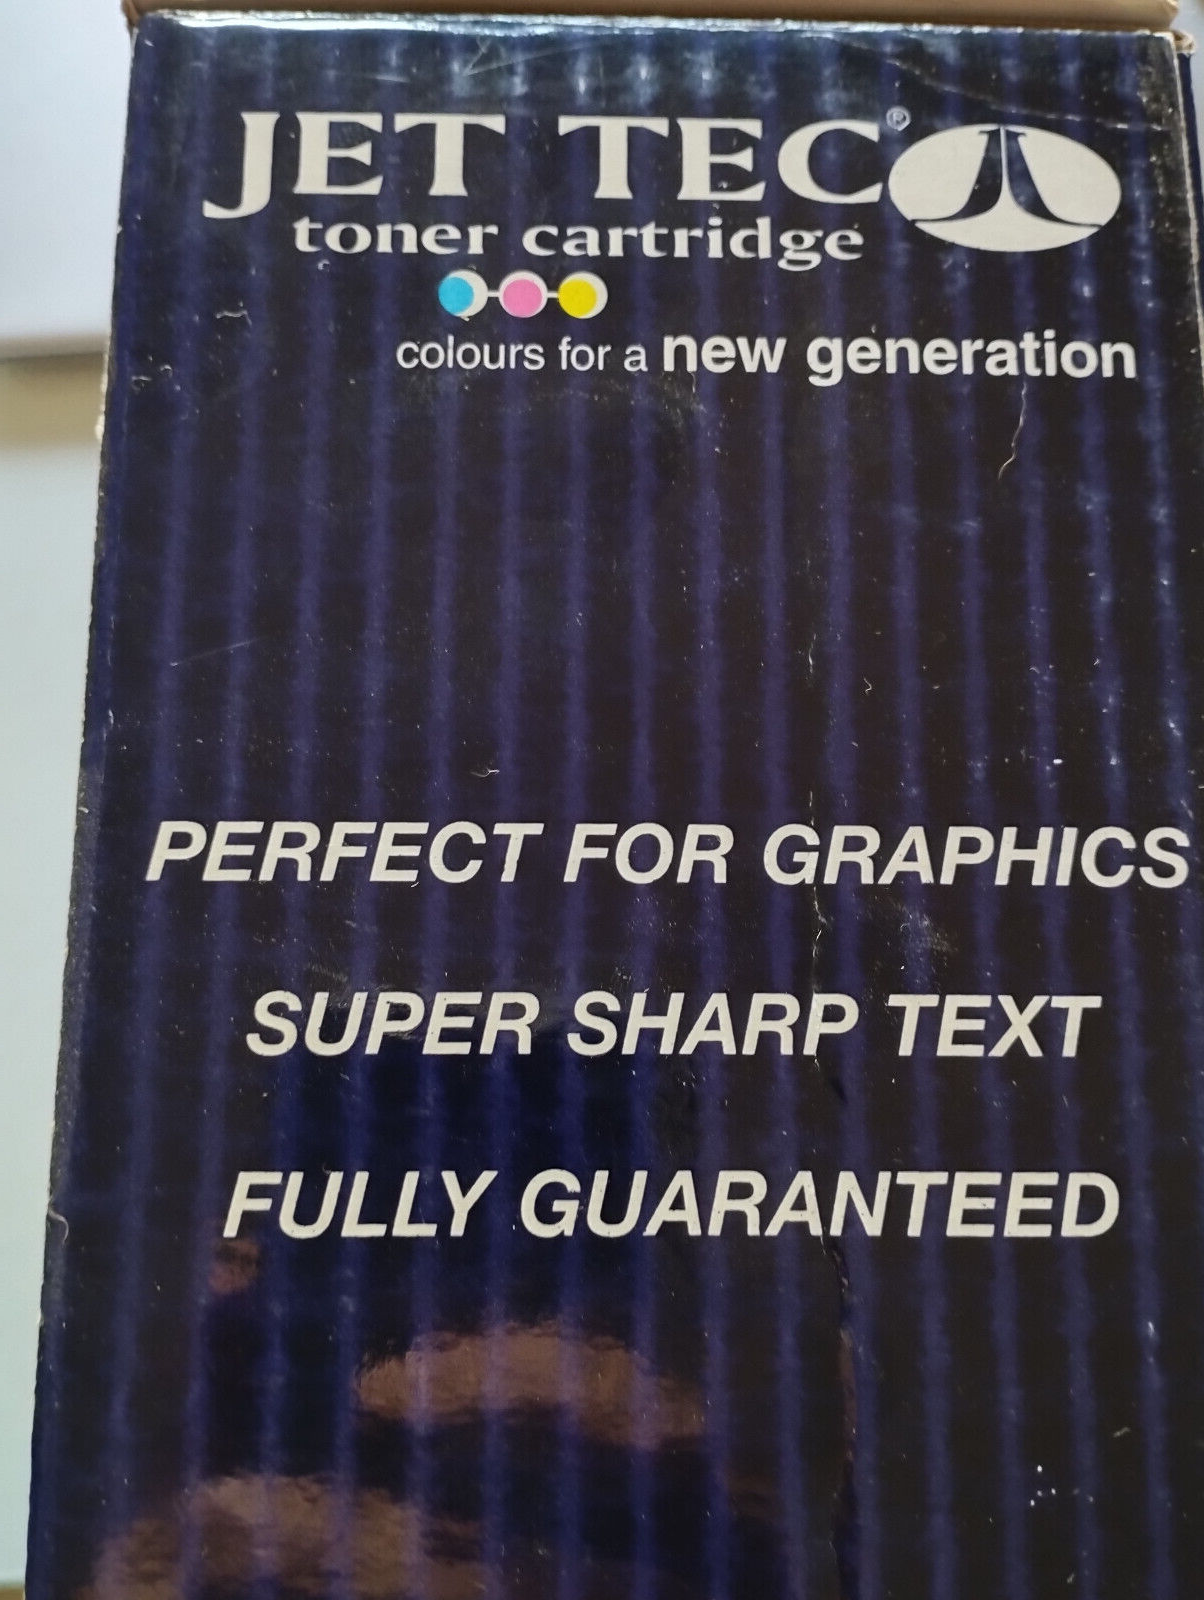 JET TEC®
toner cartridge
colours for a new generation
PERFECT FOR GRAPHICS
SUPER SHARP TEXT
FULLY GUARANTEED